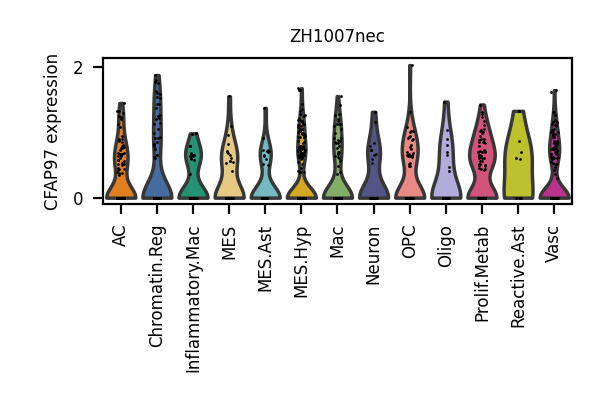 ZH1007nec
CFAP97 expression
2
0
AC
Chromatin.Reg
Inflammatory.Mac
MES
MES.Ast
MES.Hyp
Mac
Neuron
OPC
Oligo
Prolif.Metab
Reactive.Ast
Vasc